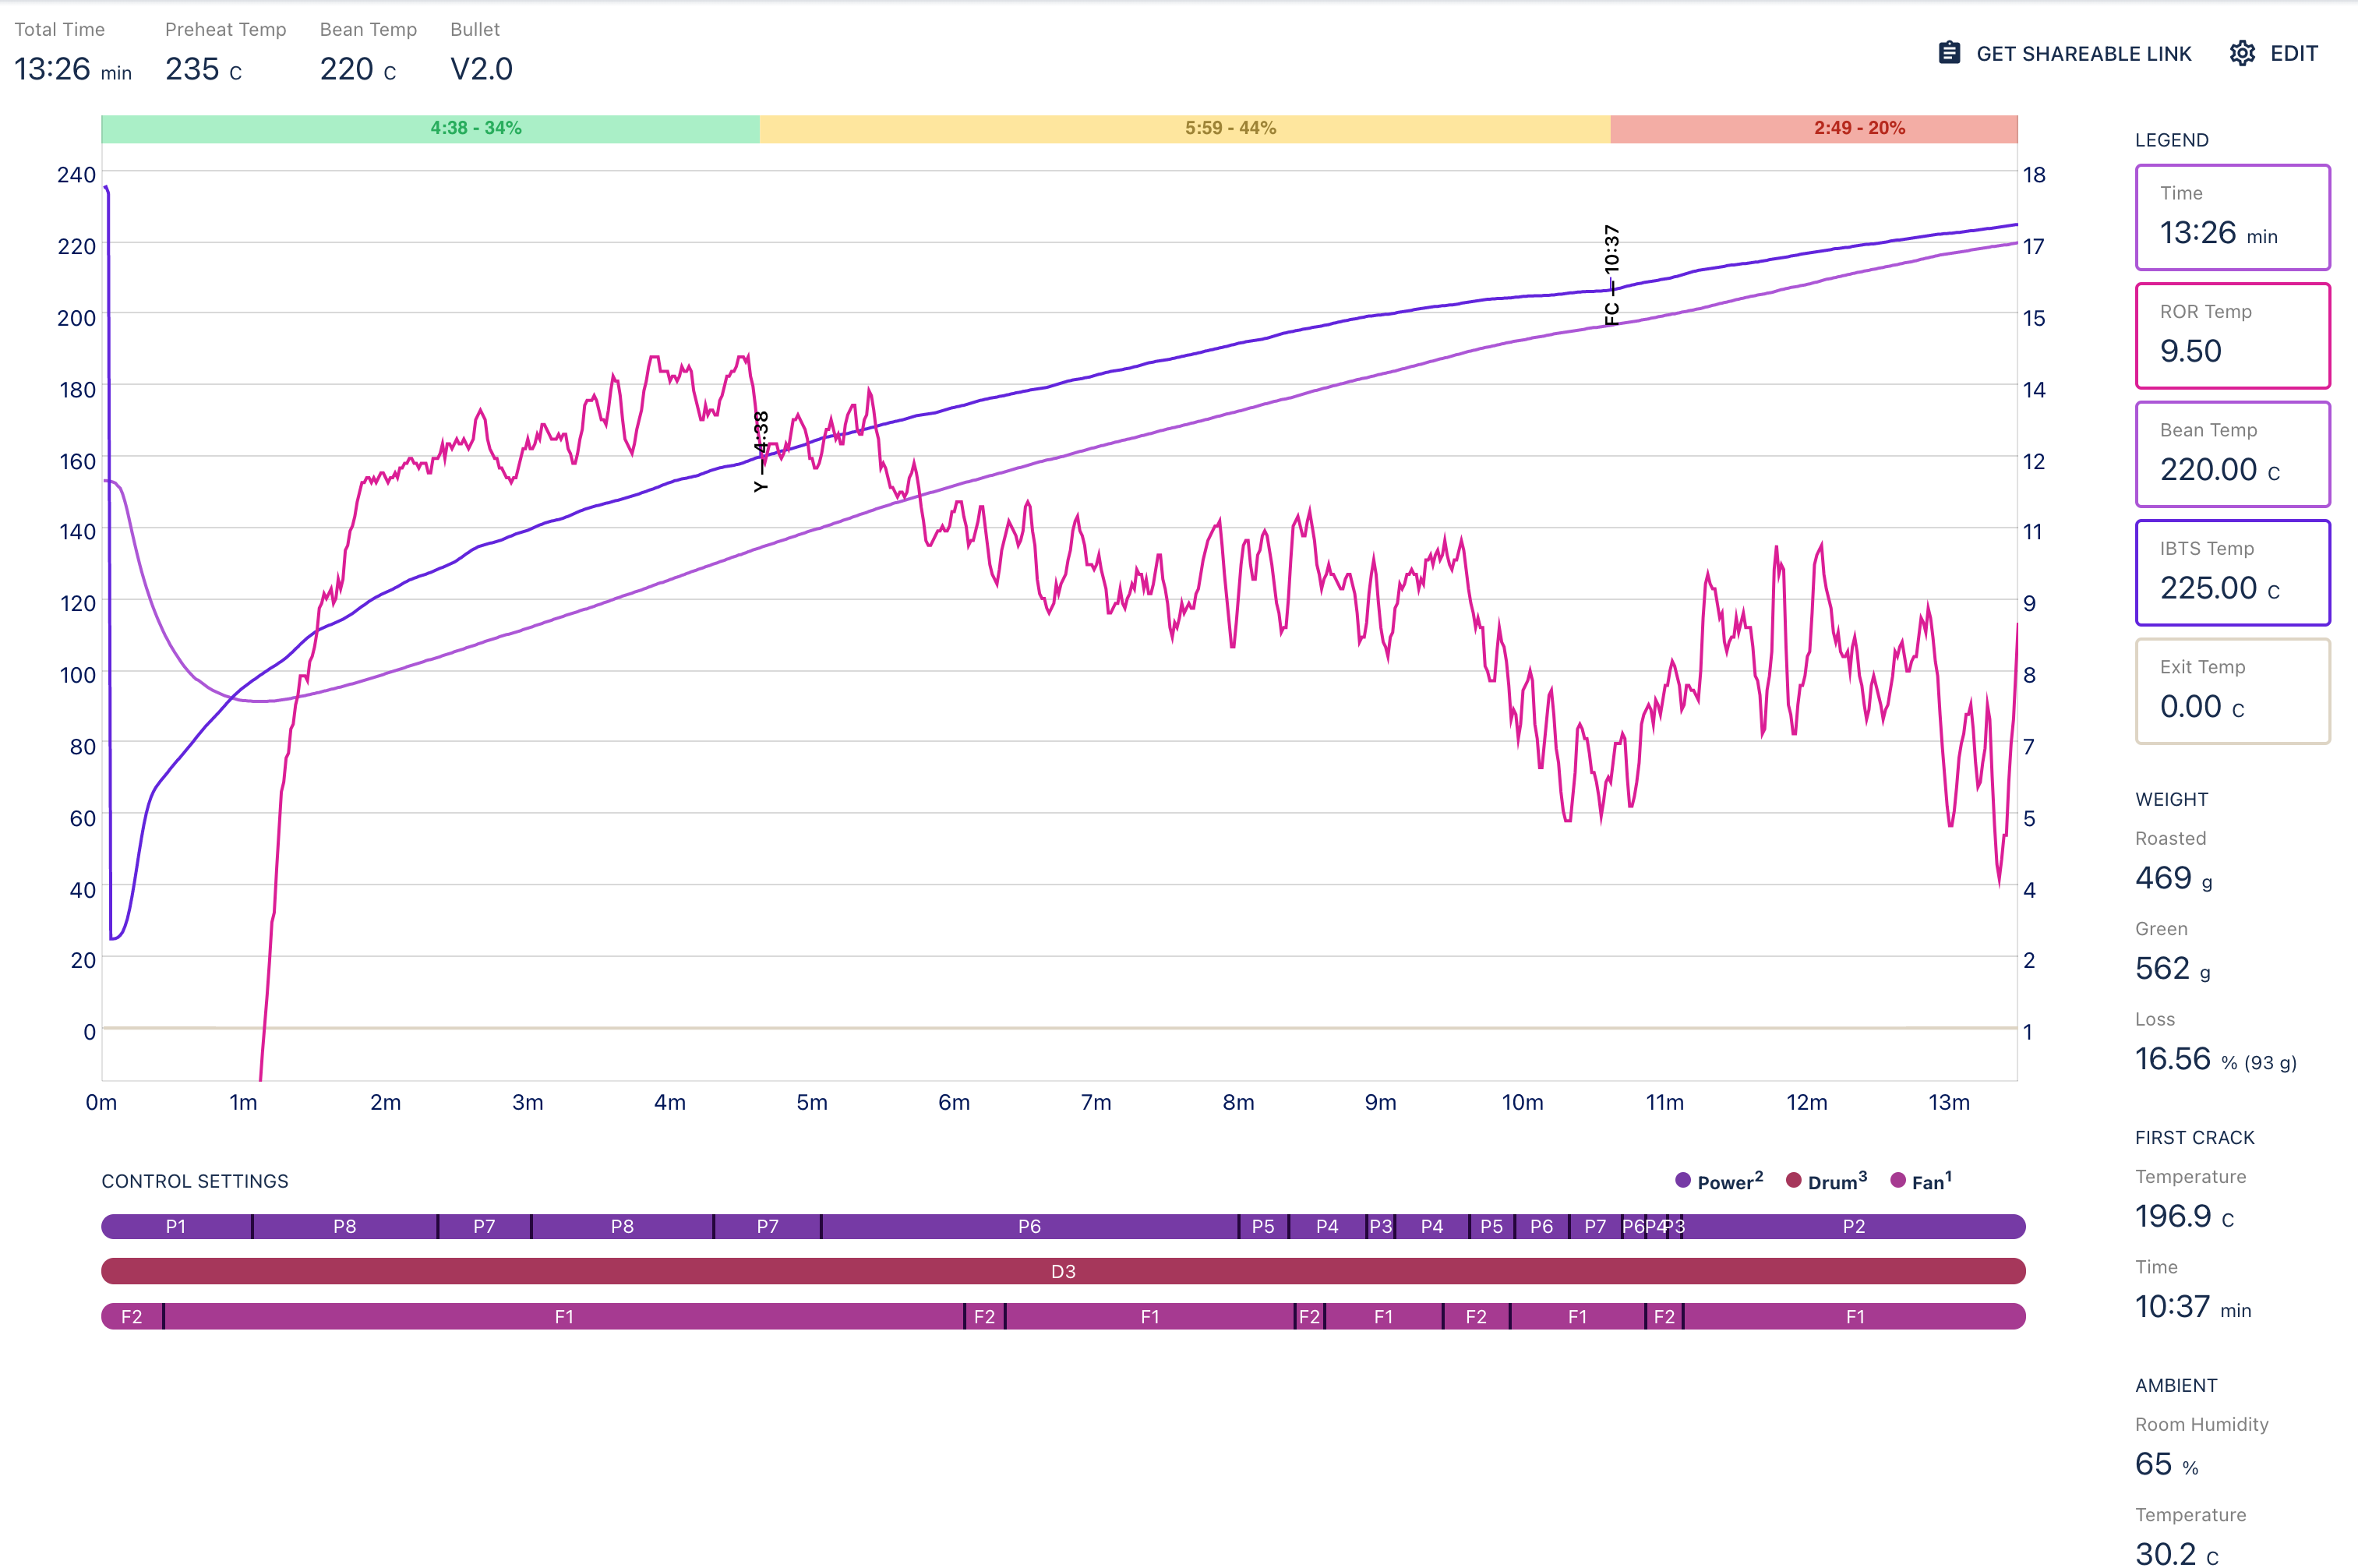 Total Time Preheat Temp Bean Temp Bullet
13:26 min 235 C 220 C V2.0
GET SHAREABLE LINK EDIT
4:38 - 34% 5:59 - 44% 2:49 - 20%
240 18
220 17
200 15
180 14
160 12
140 11
120 9
100 8
80 7
60 5
40 4
20 2
0 1
Y – 4:38
FC – 10:37
0m 1m 2m 3m 4m 5m 6m 7m 8m 9m 10m 11m 12m 13m
LEGEND
Time
13:26 min
ROR Temp
9.50
Bean Temp
220.00 C
IBTS Temp
225.00 C
Exit Temp
0.00 C
WEIGHT
Roasted
469 g
Green
562 g
Loss
16.56 % (93 g)
FIRST CRACK
Temperature
196.9 C
Time
10:37 min
AMBIENT
Room Humidity
65 %
Temperature
30.2 C
CONTROL SETTINGS Power2 Drum3 Fan1
P1 P8 P7 P8 P7 P6 P5 P4 P3 P4 P5 P6 P7 P6 P4 P3 P2
D3
F2 F1 F2 F1 F2 F1 F2 F1 F2 F1